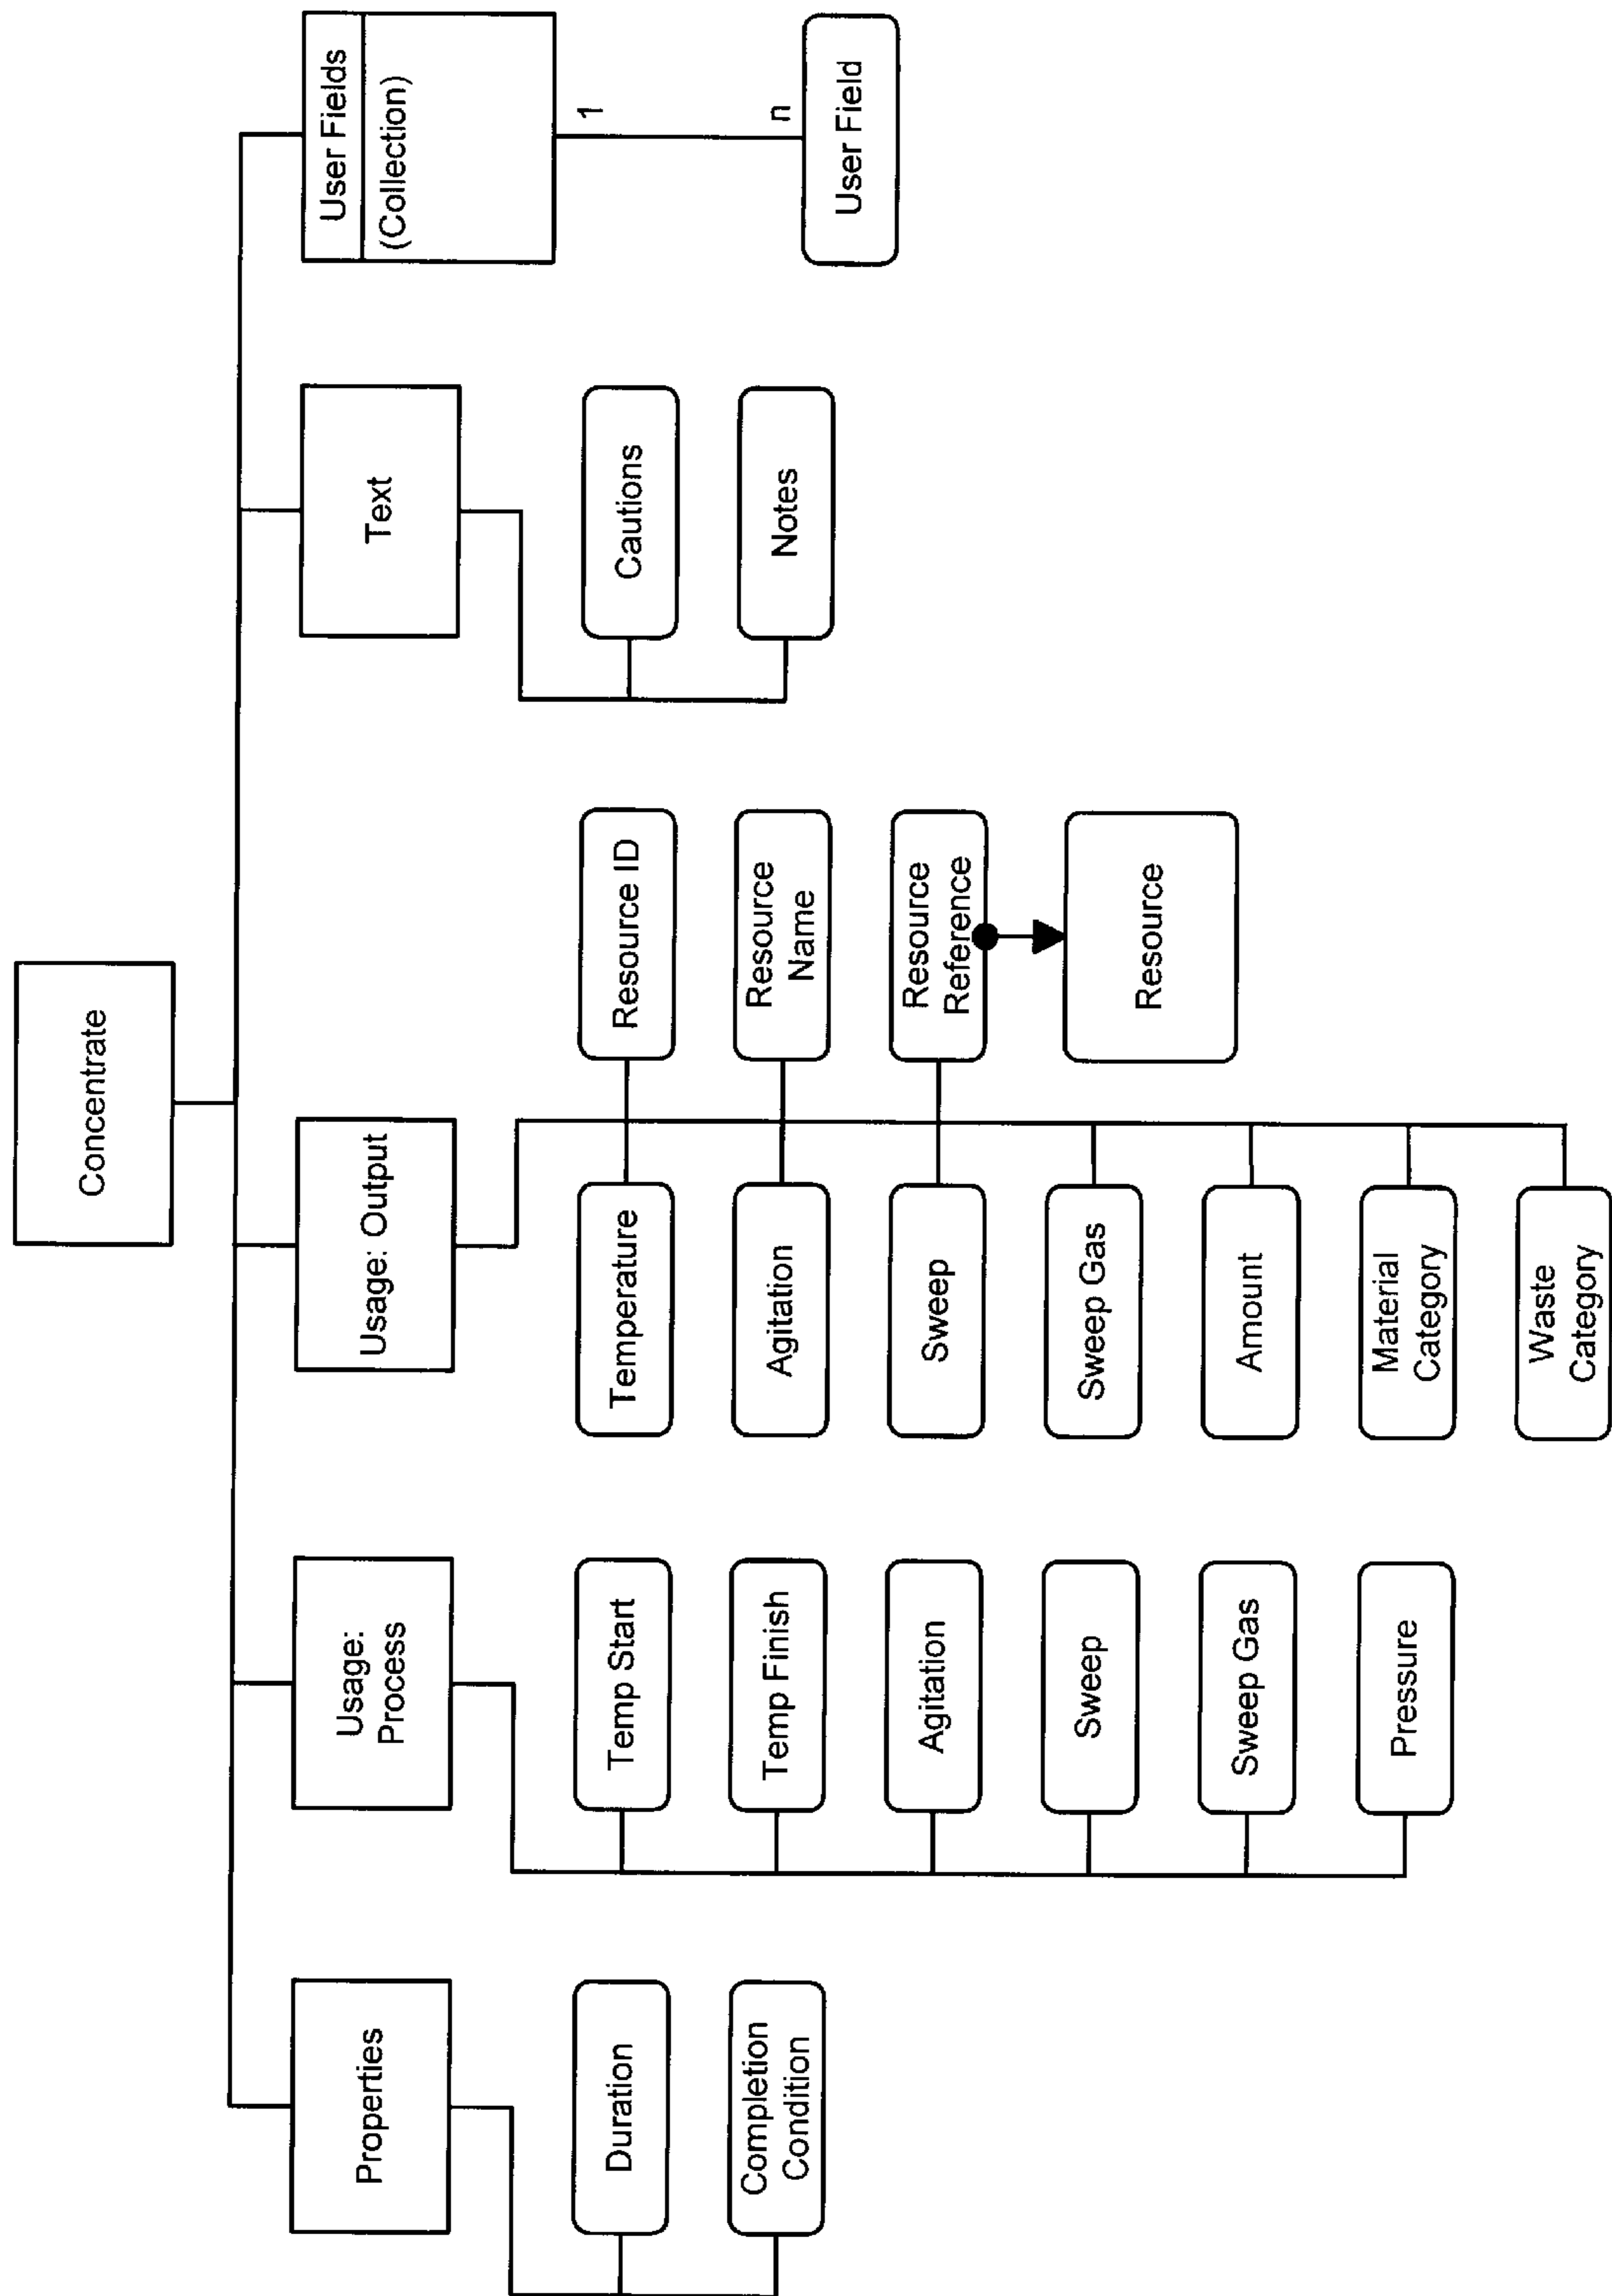 Concentrate
Properties
Usage:
Process
Usage: Output
Text
User Fields
(Collection)
Duration
Completion
Condition
Temp Start
Temp Finish
Agitation
Sweep
Sweep Gas
Pressure
Temperature
Agitation
Sweep
Sweep Gas
Amount
Material
Category
Waste
Category
Resource ID
Resource
Name
Resource
Reference
Resource
Cautions
Notes
1
n
User Field